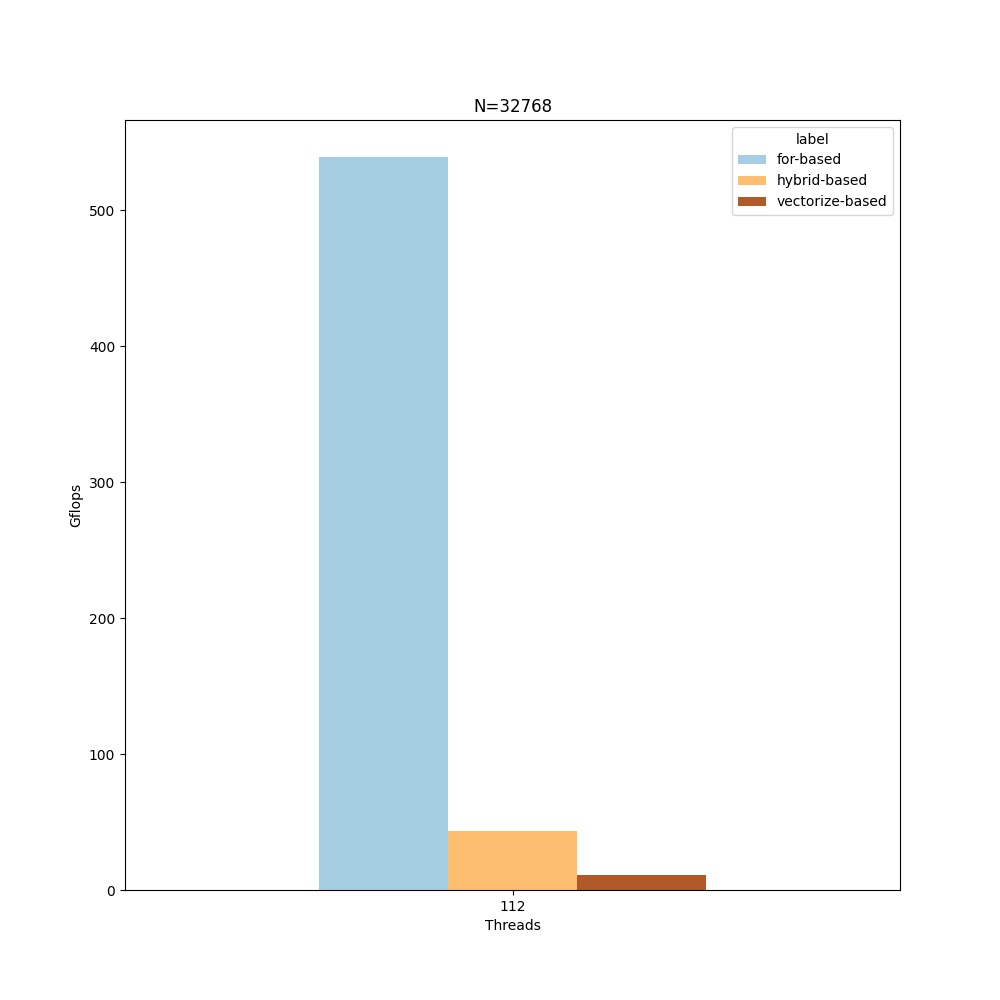 N=32768
label
for-based
hybrid-based
vectorize-based
500
400
300
200
100
0
Gflops
112
Threads